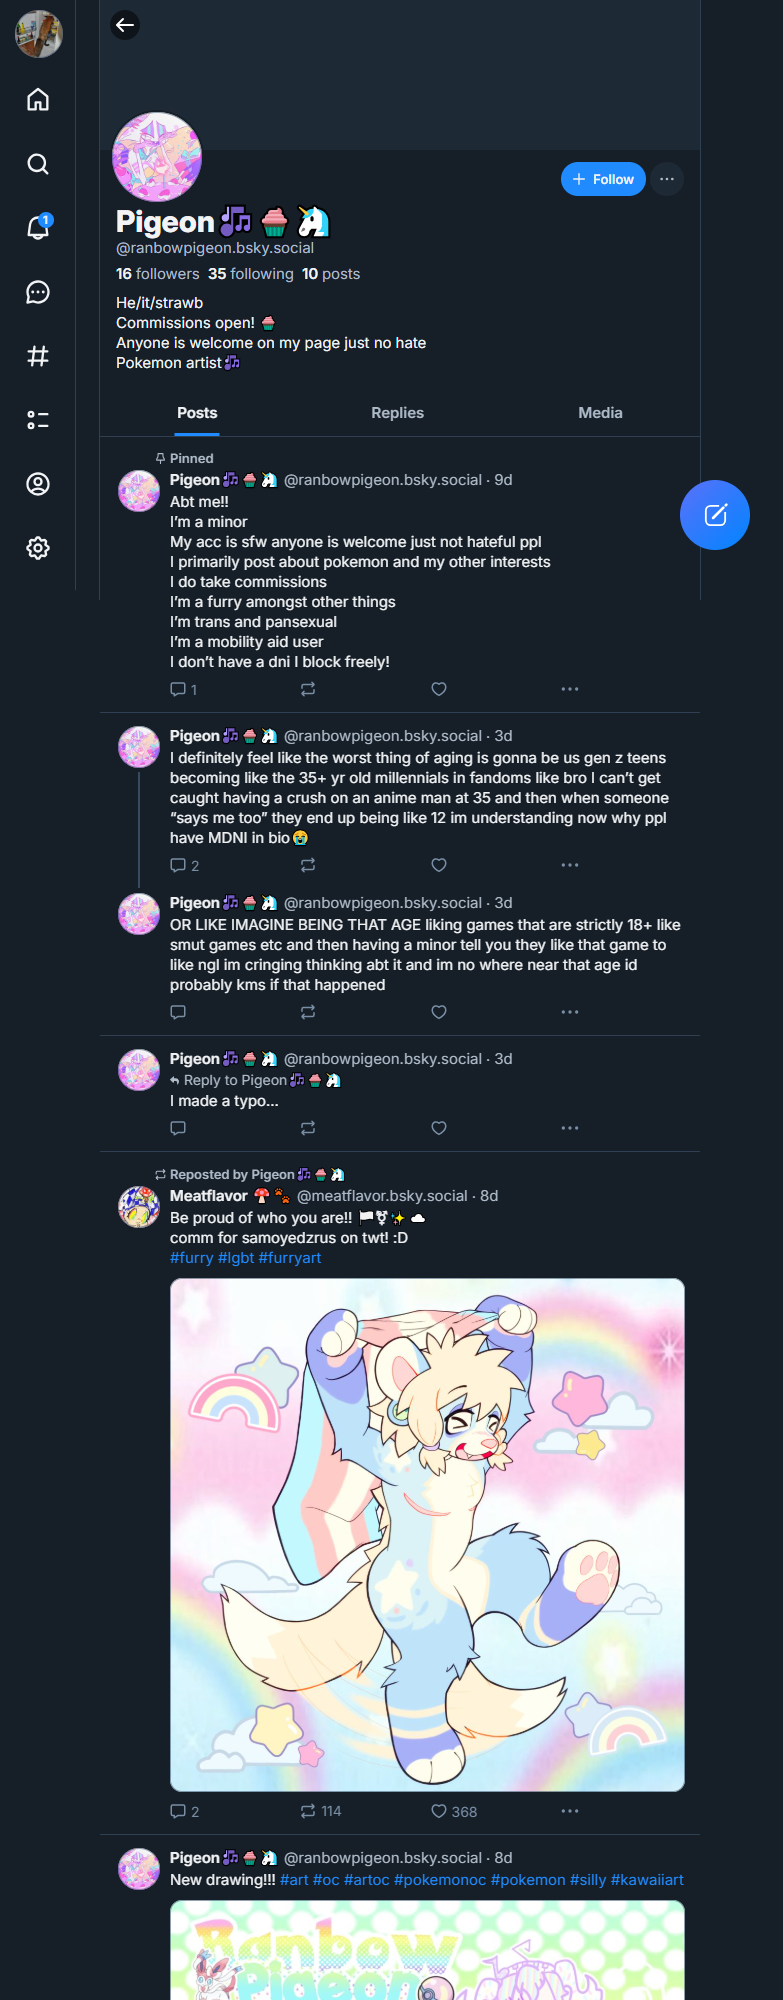 1
+ Follow
Pigeon🎶🧁🦄
@ranbowpigeon.bsky.social
16 followers 35 following 10 posts
He/it/strawb
Commissions open! 🧁
Anyone is welcome on my page just no hate
Pokemon artist🎶
Posts Replies Media
Pinned
Pigeon🎶🧁🦄 @ranbowpigeon.bsky.social · 9d
Abt me!!
I'm a minor
My acc is sfw anyone is welcome just not hateful ppl
I primarily post about pokemon and my other interests
I do take commissions
I'm a furry amongst other things
I'm trans and pansexual
I'm a mobility aid user
I don't have a dni I block freely!
1
Pigeon🎶🧁🦄 @ranbowpigeon.bsky.social · 3d
I definitely feel like the worst thing of aging is gonna be us gen z teens
becoming like the 35+ yr old millennials in fandoms like bro I can't get
caught having a crush on an anime man at 35 and then when someone
“says me too” they end up being like 12 im understanding now why ppl
have MDNI in bio😭
2
Pigeon🎶🧁🦄 @ranbowpigeon.bsky.social · 3d
OR LIKE IMAGINE BEING THAT AGE liking games that are strictly 18+ like
smut games etc and then having a minor tell you they like that game to
like ngl im cringing thinking abt it and im no where near that age id
probably kms if that happened
Pigeon🎶🧁🦄 @ranbowpigeon.bsky.social · 3d
Reply to Pigeon🎶🧁🦄
I made a typo...
Reposted by Pigeon🎶🧁🦄
Meatflavor 🍄🐾 @meatflavor.bsky.social · 8d
Be proud of who you are!! 🏳️⚧️✨☁️
comm for samoyedzrus on twt! :D
#furry #lgbt #furryart
2 114 368
Pigeon🎶🧁🦄 @ranbowpigeon.bsky.social · 8d
New drawing!!! #art #oc #artoc #pokemonoc #pokemon #silly #kawaiiart
Ranbow
Pigeon